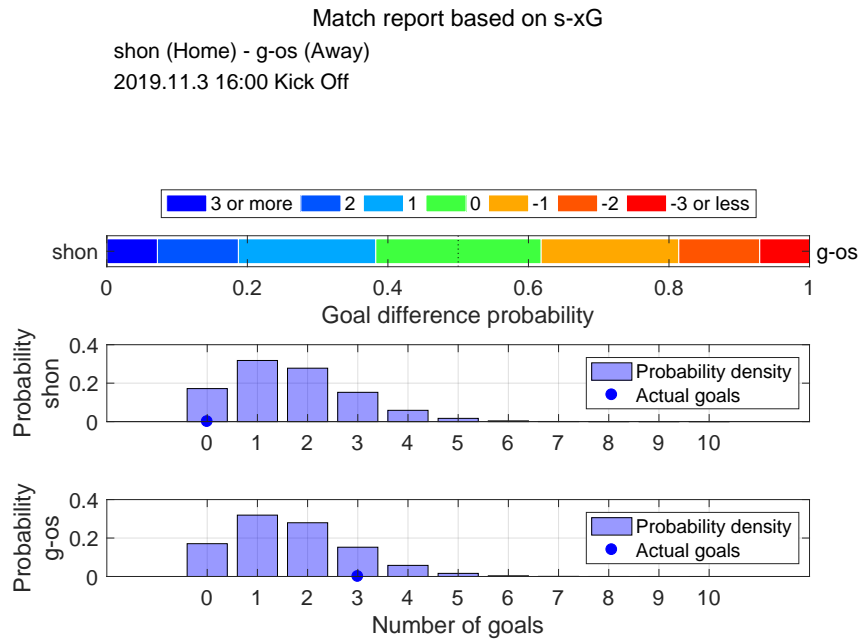 Match report based on s-xG
shon (Home) - g-os (Away)
2019.11.3 16:00 Kick Off
3 or more 2 1 0 -1 -2 -3 or less
shon g-os
0 0.2 0.4 0.6 0.8 1
Goal difference probability
Probability
shon
0.4
0.2
0
Probability density
Actual goals
0 1 2 3 4 5 6 7 8 9 10
Probability
g-os
0.4
0.2
0
Probability density
Actual goals
0 1 2 3 4 5 6 7 8 9 10
Number of goals